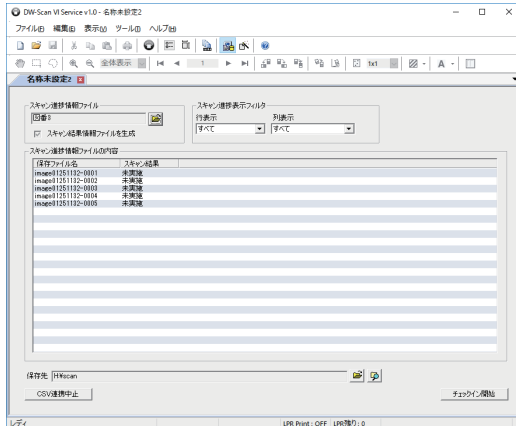 DW-Scan VI Service v1.0 - 名称未設定2
ファイル(F) 編集(E) 表示(V) ツール(T) ヘルプ(H)
全体表示 1 1x1 A
名称未設定2
スキャン進捗情報ファイル
図番3
スキャン結果情報ファイルを生成
スキャン進捗表示フィルタ
行表示 列表示
すべて すべて
スキャン進捗情報ファイルの内容
保存ファイル名 スキャン結果
image01251132-0001 未実施
image01251132-0002 未実施
image01251132-0003 未実施
image01251132-0004 未実施
image01251132-0005 未実施
保存先 H:¥scan
CSV連携中止 チェックイン開始
レディ LPR Print : OFF LPR残り : 0